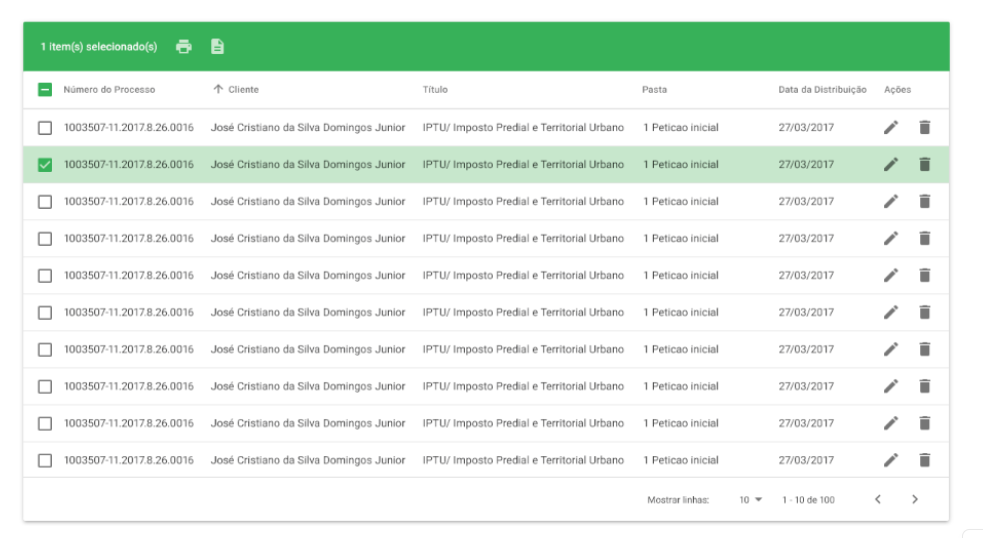 1 item(s) selecionado(s)
Número do Processo Cliente Título Pasta Data da Distribuição Ações
1003507-11.2017.8.26.0016 José Cristiano da Silva Domingos Junior IPTU/ Imposto Predial e Territorial Urbano 1 Peticao inicial 27/03/2017
1003507-11.2017.8.26.0016 José Cristiano da Silva Domingos Junior IPTU/ Imposto Predial e Territorial Urbano 1 Peticao inicial 27/03/2017
1003507-11.2017.8.26.0016 José Cristiano da Silva Domingos Junior IPTU/ Imposto Predial e Territorial Urbano 1 Peticao inicial 27/03/2017
1003507-11.2017.8.26.0016 José Cristiano da Silva Domingos Junior IPTU/ Imposto Predial e Territorial Urbano 1 Peticao inicial 27/03/2017
1003507-11.2017.8.26.0016 José Cristiano da Silva Domingos Junior IPTU/ Imposto Predial e Territorial Urbano 1 Peticao inicial 27/03/2017
1003507-11.2017.8.26.0016 José Cristiano da Silva Domingos Junior IPTU/ Imposto Predial e Territorial Urbano 1 Peticao inicial 27/03/2017
1003507-11.2017.8.26.0016 José Cristiano da Silva Domingos Junior IPTU/ Imposto Predial e Territorial Urbano 1 Peticao inicial 27/03/2017
1003507-11.2017.8.26.0016 José Cristiano da Silva Domingos Junior IPTU/ Imposto Predial e Territorial Urbano 1 Peticao inicial 27/03/2017
1003507-11.2017.8.26.0016 José Cristiano da Silva Domingos Junior IPTU/ Imposto Predial e Territorial Urbano 1 Peticao inicial 27/03/2017
1003507-11.2017.8.26.0016 José Cristiano da Silva Domingos Junior IPTU/ Imposto Predial e Territorial Urbano 1 Peticao inicial 27/03/2017
Mostrar linhas: 10 1 - 10 de 100